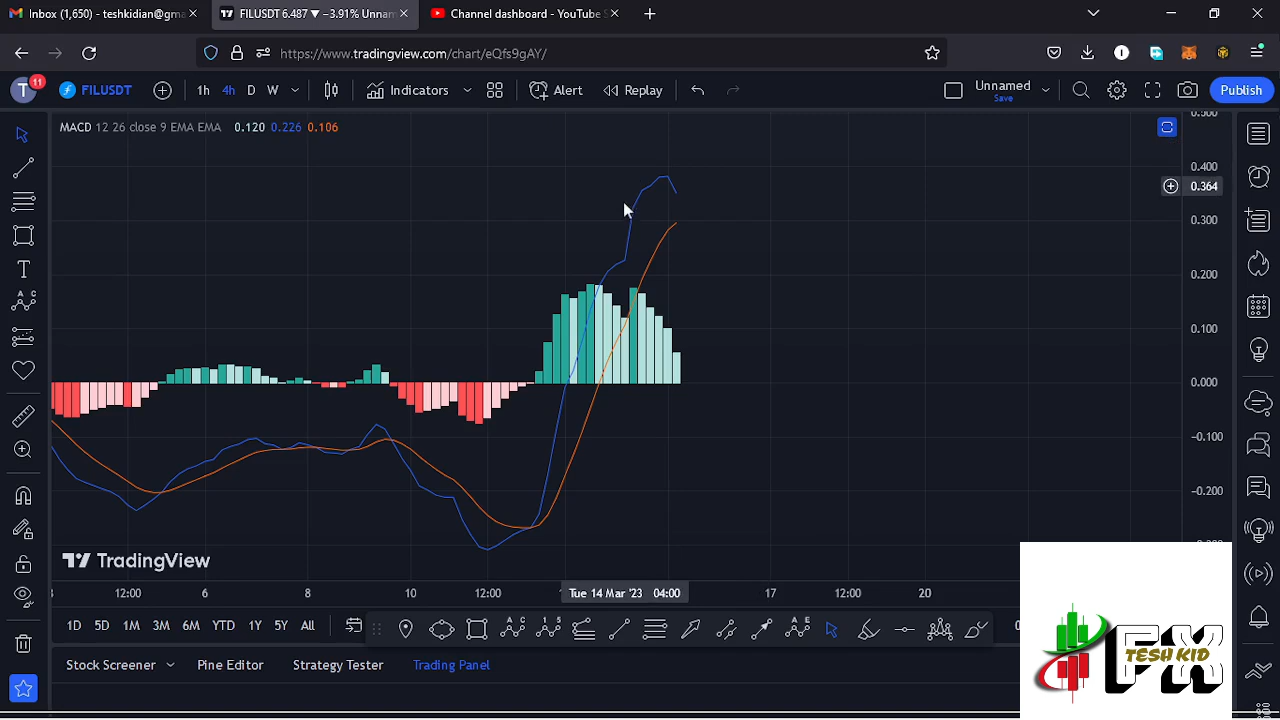 Inbox (1,650) - teshkidian@gma
FILUSDT 6.487 ▼ −3.91% Unnam
Channel dashboard - YouTube S
https://www.tradingview.com/chart/eQfs9gAY/
T 11 FILUSDT 1h 4h D W Indicators Alert Replay Unnamed Save Publish
MACD 12 26 close 9 EMA EMA 0.120 0.226 0.106
0.500
0.400
0.364
0.300
0.200
0.100
0.000
−0.100
−0.200
TradingView
12:00 6 12:00 8 10 12:00 Tue 14 Mar '23 04:00 17 12:00 20
1D 5D 1M 3M 6M YTD 1Y 5Y All
Stock Screener Pine Editor Strategy Tester Trading Panel
FX
TESH KID